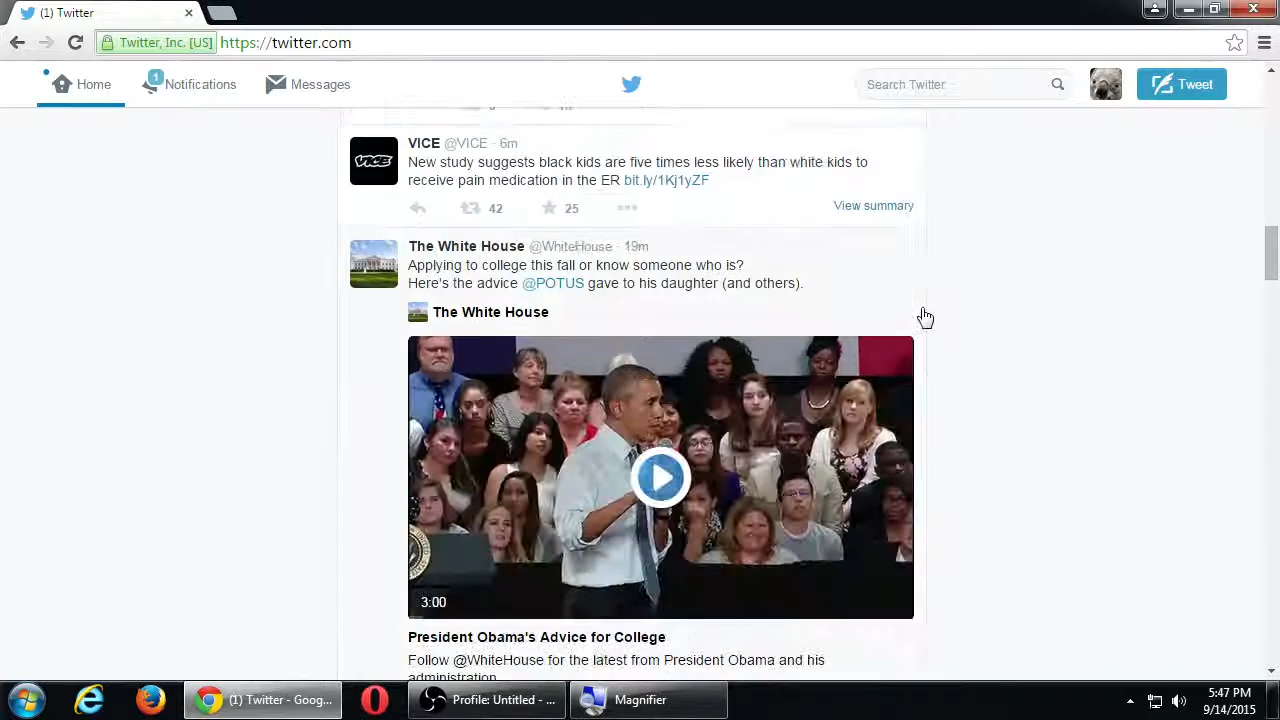 (1) Twitter
Twitter, Inc. [US] https://twitter.com
Home 1 Notifications Messages Search Twitter Tweet
VICE @VICE · 6m
New study suggests black kids are five times less likely than white kids to
receive pain medication in the ER bit.ly/1Kj1yZF
42 25 View summary
The White House @WhiteHouse · 19m
Applying to college this fall or know someone who is?
Here's the advice @POTUS gave to his daughter (and others).
The White House
3:00
President Obama's Advice for College
Follow @WhiteHouse for the latest from President Obama and his
administration
(1) Twitter - Goog... Profile: Untitled - ... Magnifier
5:47 PM
9/14/2015